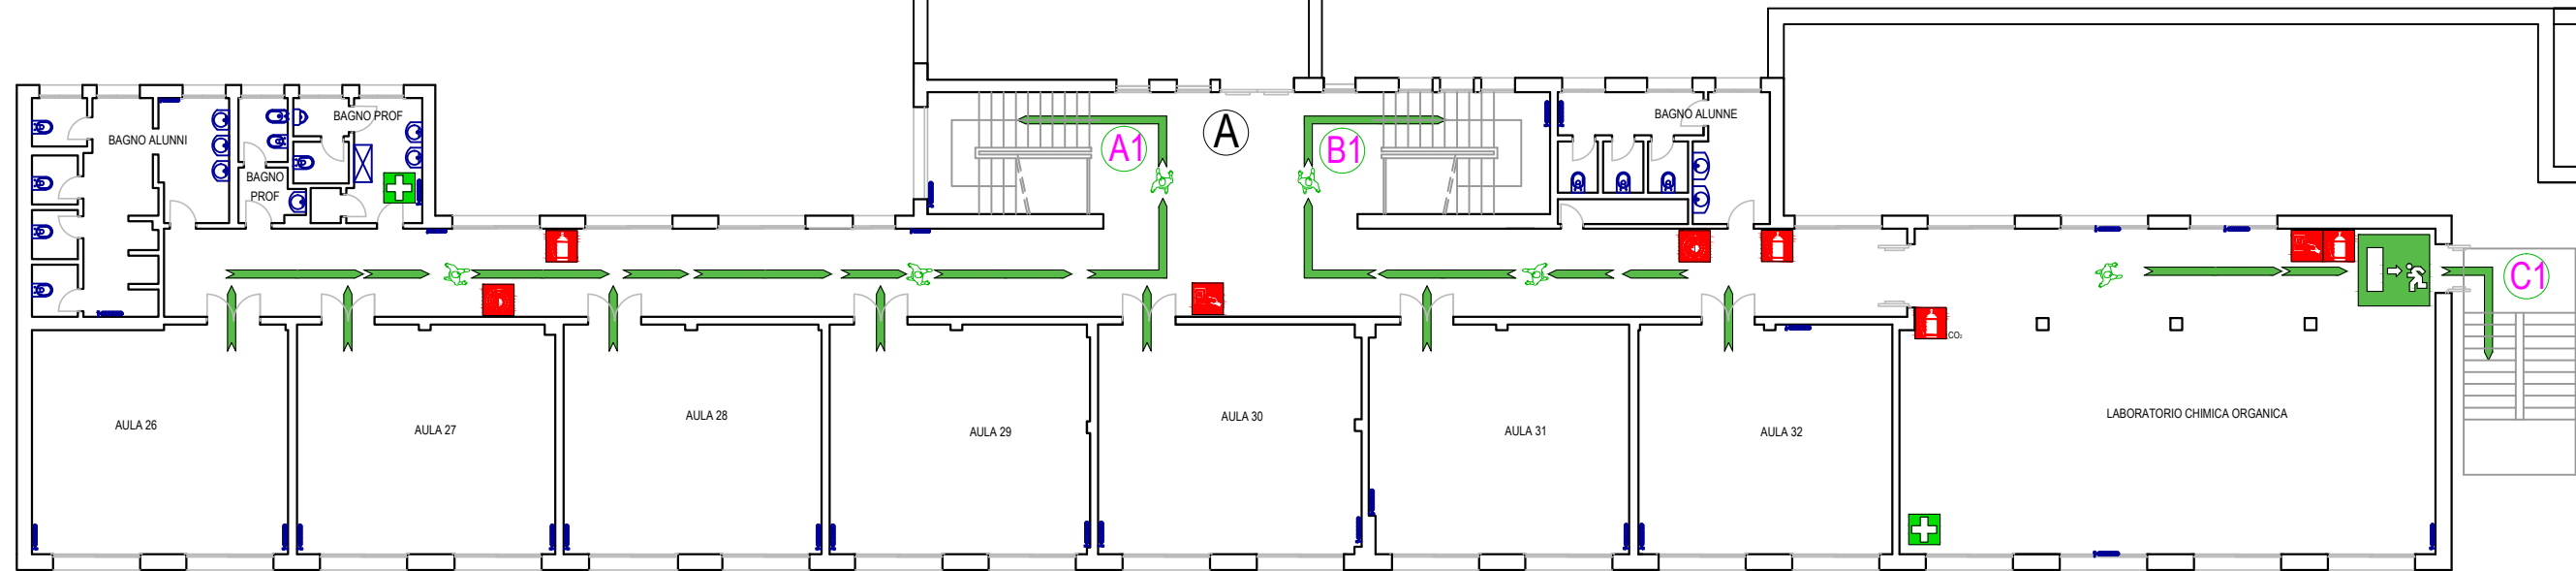 BAGNO ALUNNI
BAGNO PROF
BAGNO
PROF
A1
A
B1
BAGNO ALUNNE
C1
CO₂
AULA 26
AULA 27
AULA 28
AULA 29
AULA 30
AULA 31
AULA 32
LABORATORIO CHIMICA ORGANICA